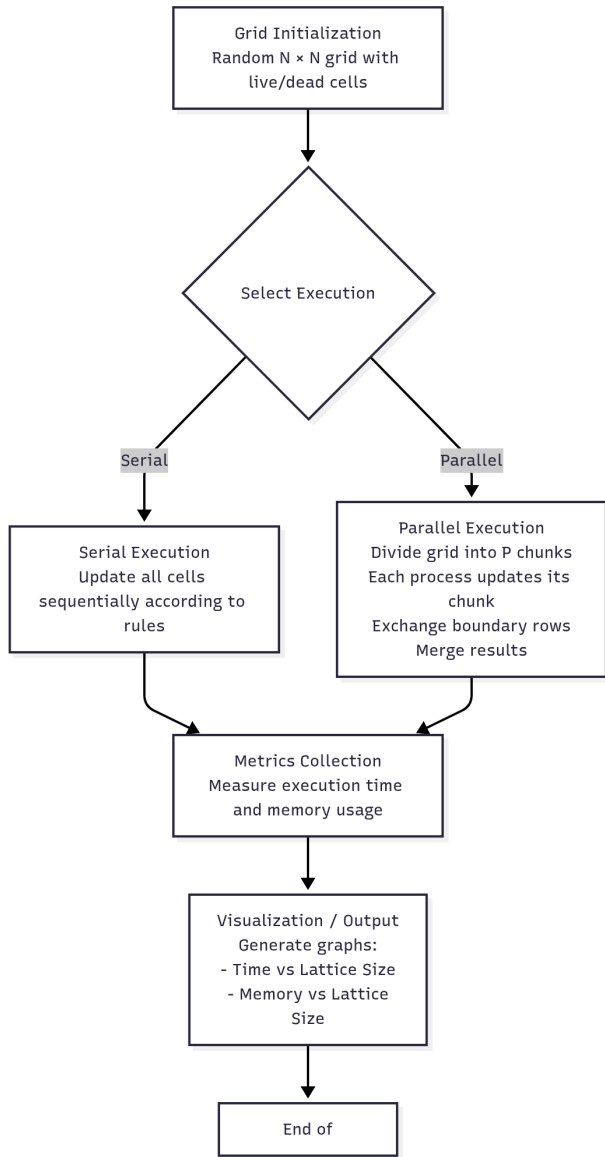 Grid Initialization
Random N × N grid with
live/dead cells
Select Execution
Serial
Parallel
Serial Execution
Update all cells
sequentially according to
rules
Parallel Execution
Divide grid into P chunks
Each process updates its
chunk
Exchange boundary rows
Merge results
Metrics Collection
Measure execution time
and memory usage
Visualization / Output
Generate graphs:
- Time vs Lattice Size
- Memory vs Lattice
Size
End of